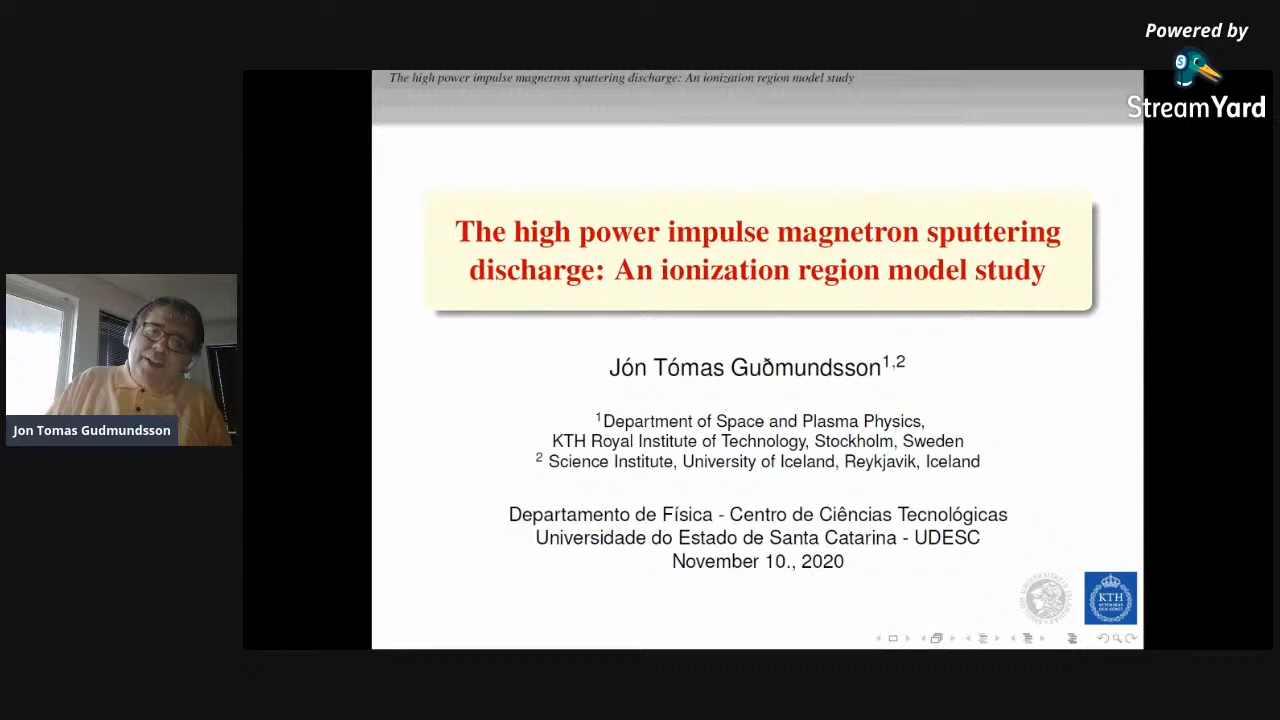 Powered by
StreamYard
The high power impulse magnetron sputtering discharge: An ionization region model study
The high power impulse magnetron sputtering
discharge: An ionization region model study
Jón Tómas Guðmundsson1,2
1Department of Space and Plasma Physics,
KTH Royal Institute of Technology, Stockholm, Sweden
2 Science Institute, University of Iceland, Reykjavik, Iceland
Departamento de Física - Centro de Ciências Tecnológicas
Universidade do Estado de Santa Catarina - UDESC
November 10., 2020
KTH
Jon Tomas Gudmundsson